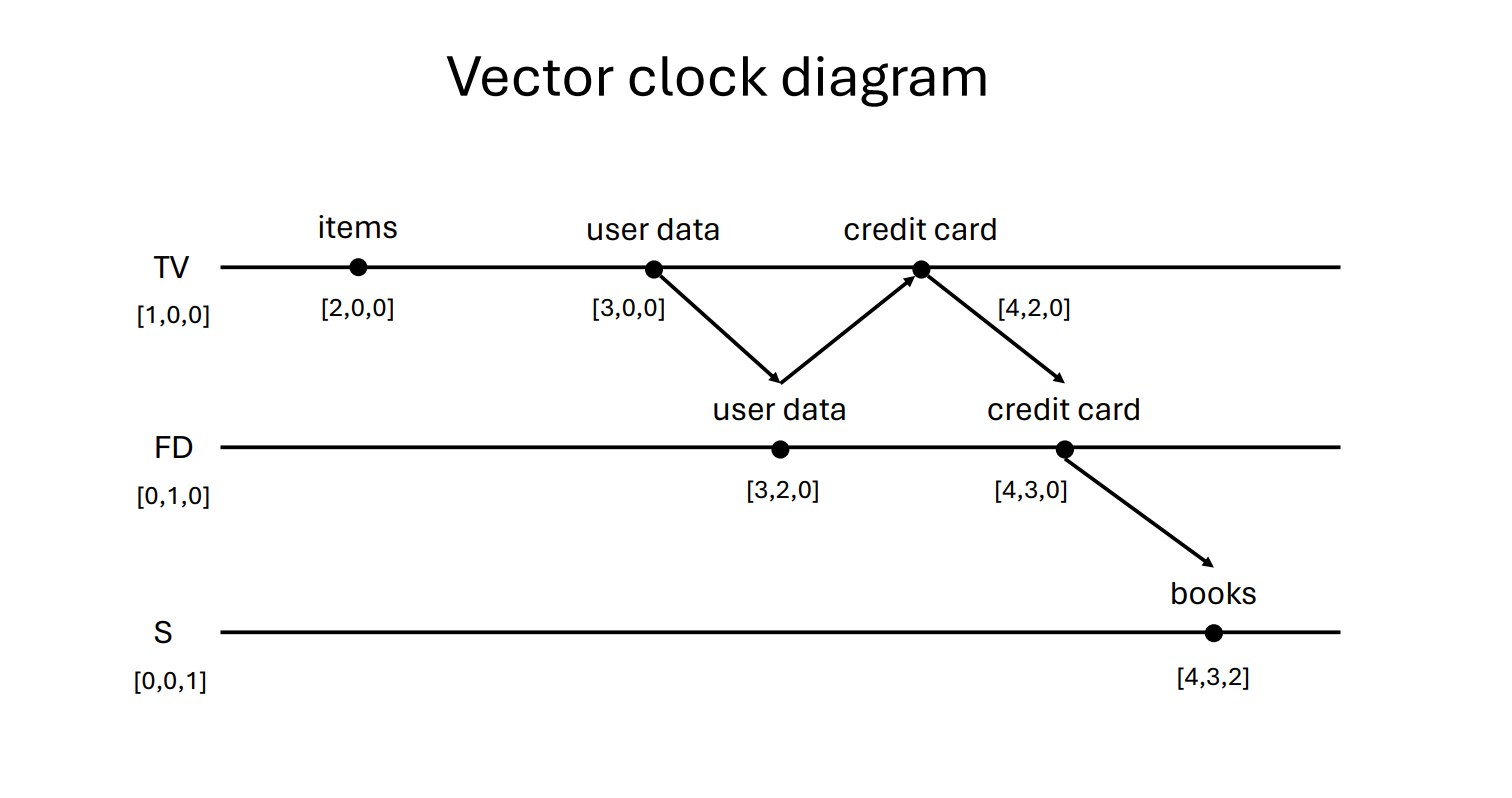 Vector clock diagram
items
user data
credit card
TV
[1,0,0]
[2,0,0]
[3,0,0]
[4,2,0]
user data
credit card
FD
[0,1,0]
[3,2,0]
[4,3,0]
books
S
[0,0,1]
[4,3,2]